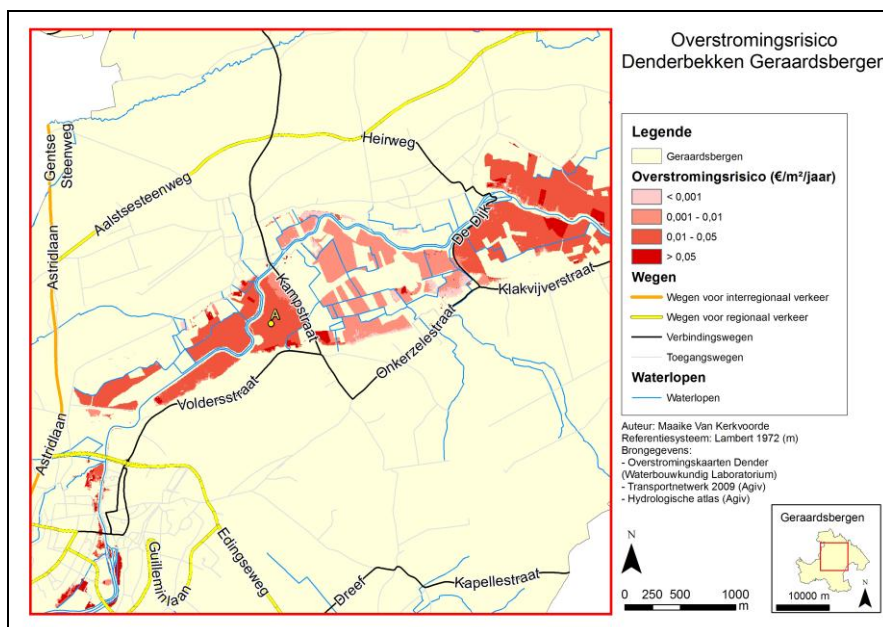 Overstromingsrisico
Denderbekken Geraardsbergen
Legende
Geraardsbergen
Overstromingsrisico (€/m²/jaar)
< 0,001
0,001 - 0,01
0,01 - 0,05
> 0,05
Wegen
Wegen voor interregionaal verkeer
Wegen voor regionaal verkeer
Verbindingswegen
Toegangswegen
Waterlopen
Waterlopen
Auteur: Maaike Van Kerkvoorde
Referentiesysteem: Lambert 1972 (m)
Brongegevens:
- Overstromingskaarten Dender
(Waterbouwkundig Laboratorium)
- Transportnetwerk 2009 (Agiv)
- Hydrologische atlas (Agiv)
N
0 250 500 1000
m
Geraardsbergen
10000 m
N
Gentse
Steenweg
Heirweg
Aalstsesteenweg
Astridlaan
De Dijk
Kampstraat
Klakvijverstraat
A
Onkerzelestraat
Voldersstraat
Astridlaan
Edingseweg
Guilleminlaan
Dreef
Kapellestraat